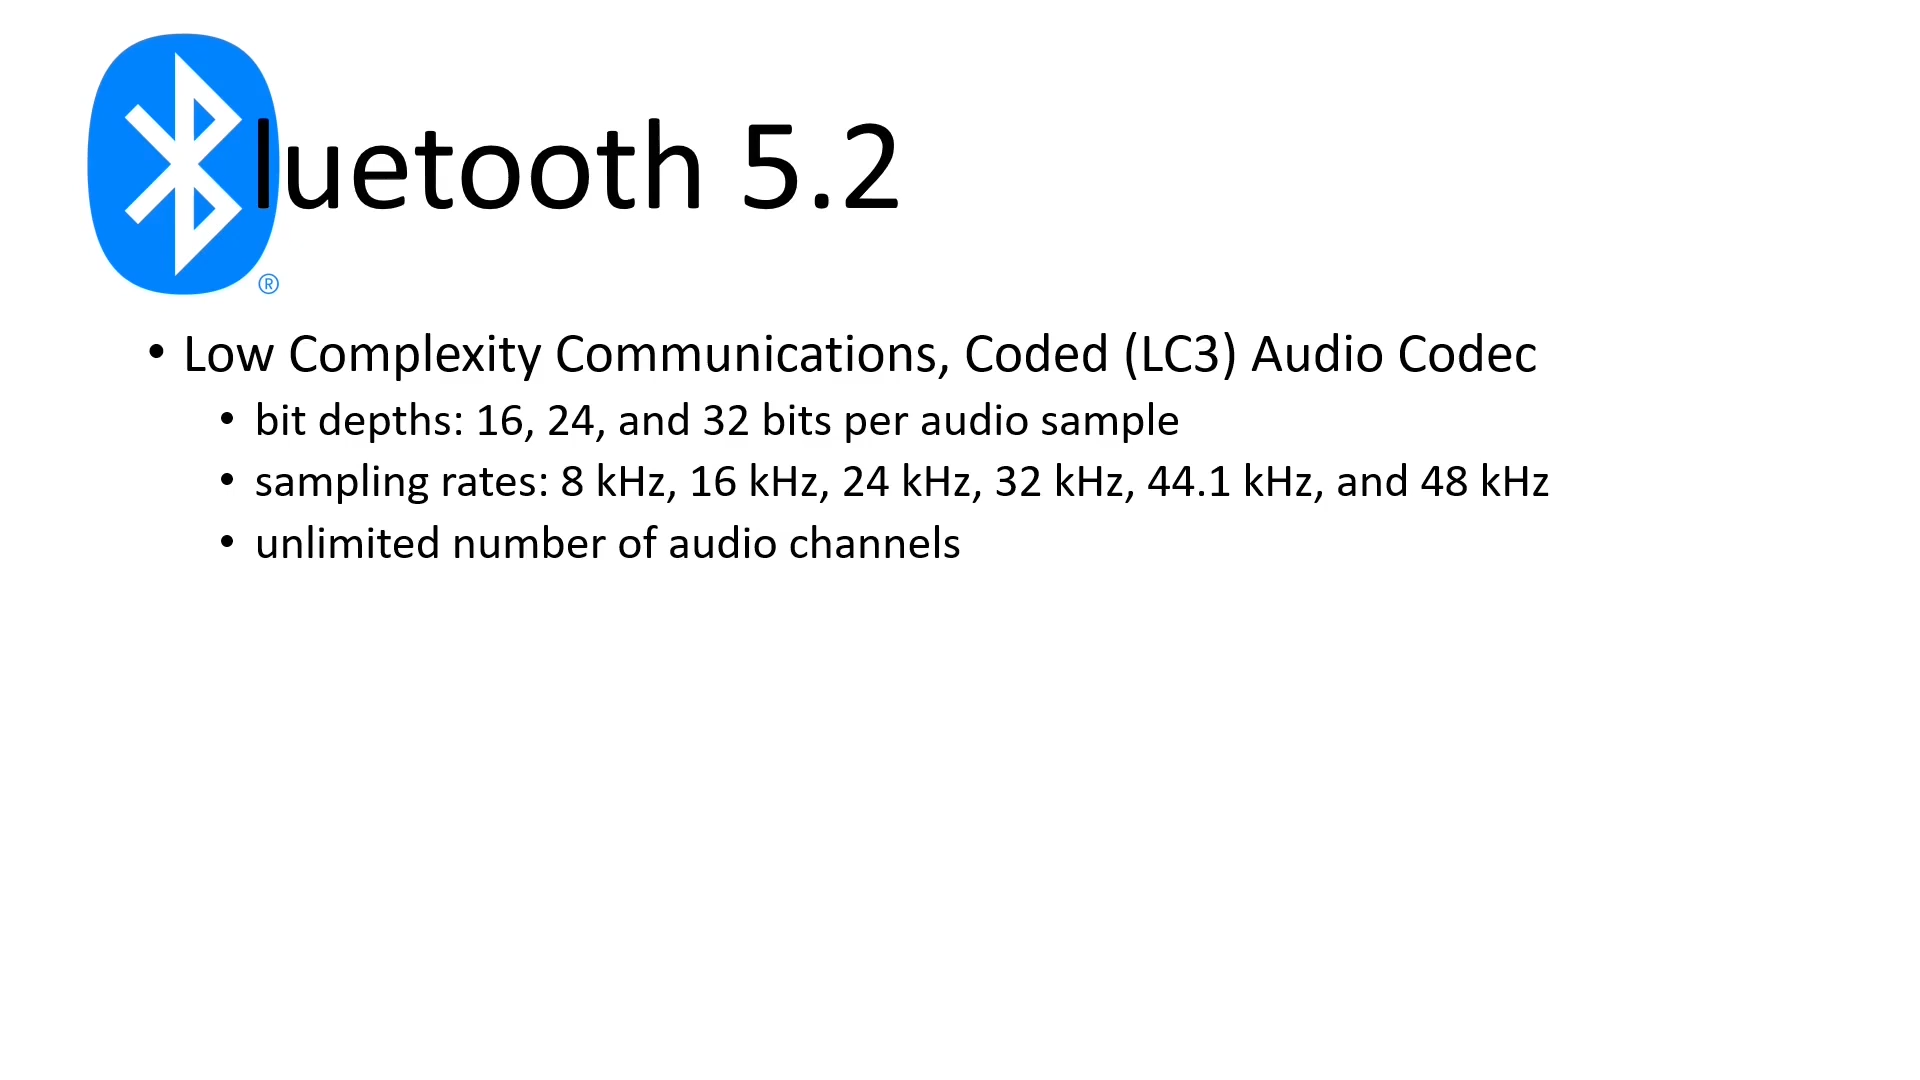 luetooth 5.2
®
• Low Complexity Communications, Coded (LC3) Audio Codec
• bit depths: 16, 24, and 32 bits per audio sample
• sampling rates: 8 kHz, 16 kHz, 24 kHz, 32 kHz, 44.1 kHz, and 48 kHz
• unlimited number of audio channels